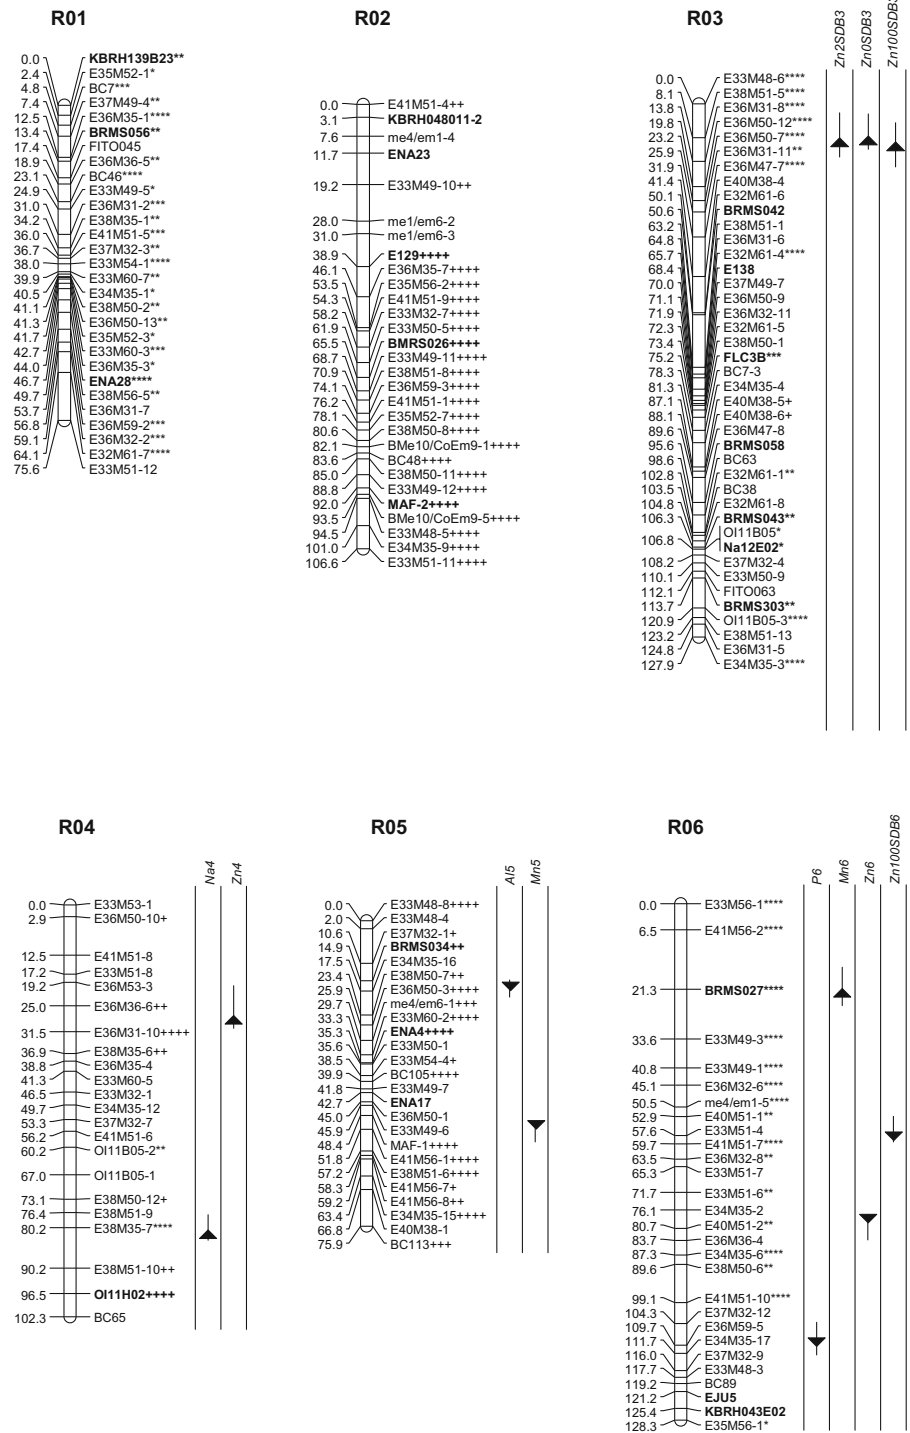 R01
0.0 KBRH139B23**
2.4 E35M52-1*
4.8 BC7***
7.4 E37M49-4**
12.5 E36M35-1****
13.4 BRMS056**
17.4 FITO045
18.9 E36M36-5**
23.1 BC46****
24.9 E33M49-5*
31.0 E36M31-2***
34.2 E38M35-1**
36.0 E41M51-5***
36.7 E37M32-3**
38.0 E33M54-1****
39.9 E33M60-7**
40.5 E34M35-1*
41.1 E38M50-2**
41.3 E36M50-13**
41.7 E35M52-3*
42.7 E33M60-3***
44.0 E36M35-3*
46.7 ENA28****
49.7 E38M56-5**
53.7 E36M31-7
56.8 E36M59-2***
59.1 E36M32-2***
64.1 E32M61-7****
75.6 E33M51-12
R02
0.0 E41M51-4++
3.1 KBRH048011-2
7.6 me4/em1-4
11.7 ENA23
19.2 E33M49-10++
28.0 me1/em6-2
31.0 me1/em6-3
38.9 E129++++
46.1 E36M35-7++++
53.5 E35M56-2++++
54.3 E41M51-9++++
58.2 E33M32-7++++
61.9 E33M50-5++++
65.5 BMRS026++++
68.7 E33M49-11++++
70.9 E38M51-8++++
74.1 E36M59-3++++
76.2 E41M51-1++++
78.1 E35M52-7++++
80.6 E38M50-8++++
82.1 BMe10/CoEm9-1++++
83.6 BC48++++
85.0 E38M50-11++++
88.8 E33M49-12++++
92.0 MAF-2++++
93.5 BMe10/CoEm9-5++++
94.5 E33M48-5++++
101.0 E34M35-9++++
106.6 E33M51-11++++
R03
Zn2SDB3
Zn0SDB3
Zn100SDB3
0.0 E33M48-6****
8.1 E38M51-5****
13.8 E36M31-8****
19.8 E36M50-12****
23.2 E36M50-7****
25.9 E36M31-11**
31.9 E36M47-7****
41.4 E40M38-4
50.1 E32M61-6
50.6 BRMS042
63.2 E38M51-1
64.8 E36M31-6
65.7 E32M61-4****
68.4 E138
70.0 E37M49-7
71.1 E36M50-9
71.9 E36M32-11
72.3 E32M61-5
73.4 E38M50-1
75.2 FLC3B***
78.3 BC7-3
81.3 E34M35-4
87.1 E40M38-5+
88.1 E40M38-6+
89.6 E36M47-8
95.6 BRMS058
98.6 BC63
102.8 E32M61-1**
103.5 BC38
104.8 E32M61-8
106.3 BRMS043**
OI11B05*
106.8 Na12E02*
108.2 E37M32-4
110.1 E33M50-9
112.1 FITO063
113.7 BRMS303**
120.9 OI11B05-3****
123.2 E38M51-13
124.8 E36M31-5
127.9 E34M35-3****
R04
Na4
Zn4
0.0 E33M53-1
2.9 E36M50-10+
12.5 E41M51-8
17.2 E33M51-8
19.2 E36M53-3
25.0 E36M36-6++
31.5 E36M31-10++++
36.9 E38M35-6++
38.8 E36M35-4
41.3 E33M60-5
46.5 E33M32-1
49.7 E34M35-12
53.3 E37M32-7
56.2 E41M51-6
60.2 OI11B05-2**
67.0 OI11B05-1
73.1 E38M50-12+
76.4 E38M51-9
80.2 E38M35-7****
90.2 E38M51-10++
96.5 OI11H02++++
102.3 BC65
R05
Al5
Mn5
0.0 E33M48-8++++
2.0 E33M48-4
10.6 E37M32-1+
14.9 BRMS034++
17.5 E34M35-16
23.4 E38M50-7++
25.9 E36M50-3++++
29.7 me4/em6-1+++
33.3 E33M60-2++++
35.3 ENA4++++
35.6 E33M50-1
38.5 E33M54-4+
39.9 BC105++++
41.8 E33M49-7
42.7 ENA17
45.0 E36M50-1
45.9 E33M49-6
48.4 MAF-1++++
51.8 E41M56-1++++
57.2 E38M51-6++++
58.3 E41M56-7+
59.2 E41M56-8++
63.4 E34M35-15++++
66.8 E40M38-1
75.9 BC113+++
R06
P6
Mn6
Zn6
Zn100SDB6
0.0 E33M56-1****
6.5 E41M56-2****
21.3 BRMS027****
33.6 E33M49-3****
40.8 E33M49-1****
45.1 E36M32-6****
50.5 me4/em1-5****
52.9 E40M51-1**
57.6 E33M51-4
59.7 E41M51-7****
63.5 E36M32-8**
65.3 E33M51-7
71.7 E33M51-6**
76.1 E34M35-2
80.7 E40M51-2**
83.7 E36M36-4
87.3 E34M35-6****
89.6 E38M50-6**
99.1 E41M51-10****
104.3 E37M32-12
109.7 E36M59-5
111.7 E34M35-17
116.0 E37M32-9
117.7 E33M48-3
119.2 BC89
121.2 EJU5
125.4 KBRH043E02
128.3 E35M56-1*